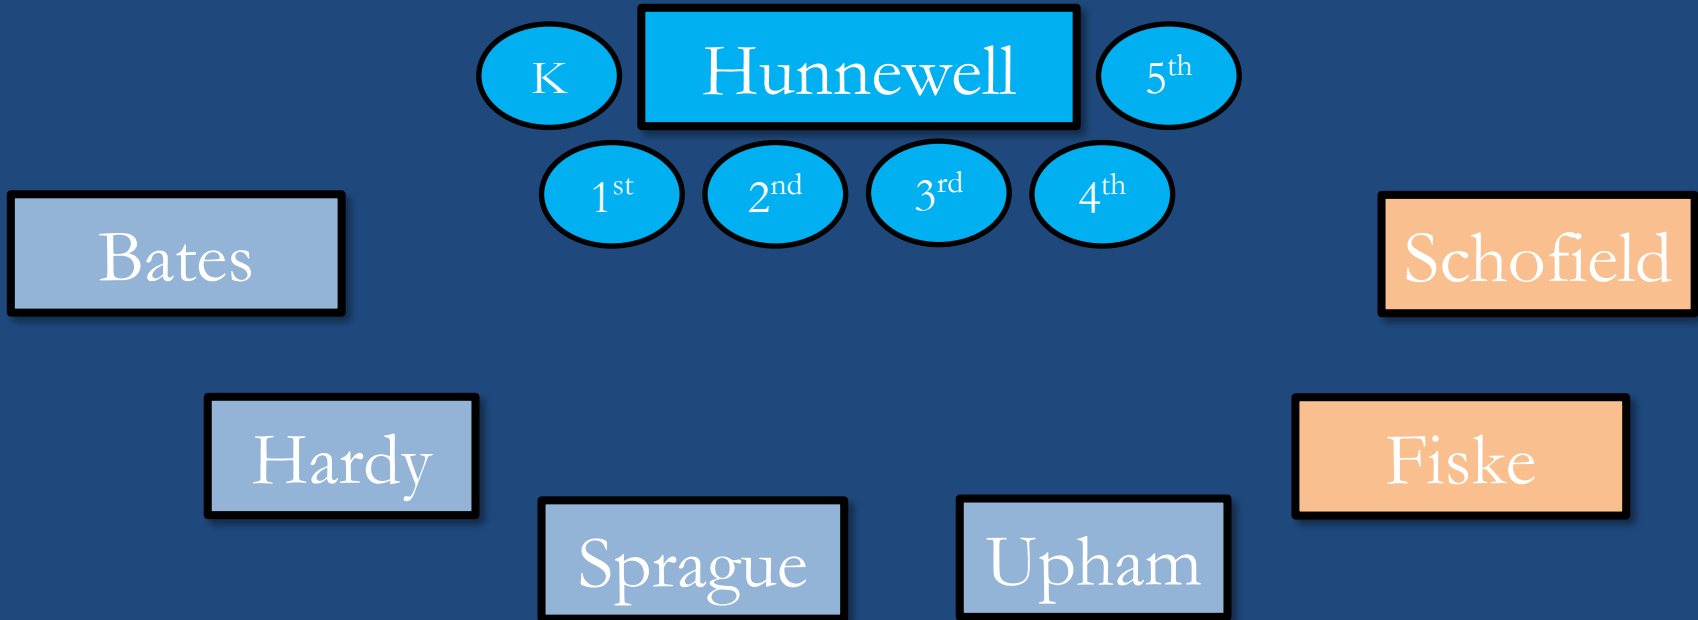 K
Hunnewell
5th
1st
2nd
3rd
4th
Bates
Schofield
Hardy
Fiske
Sprague
Upham